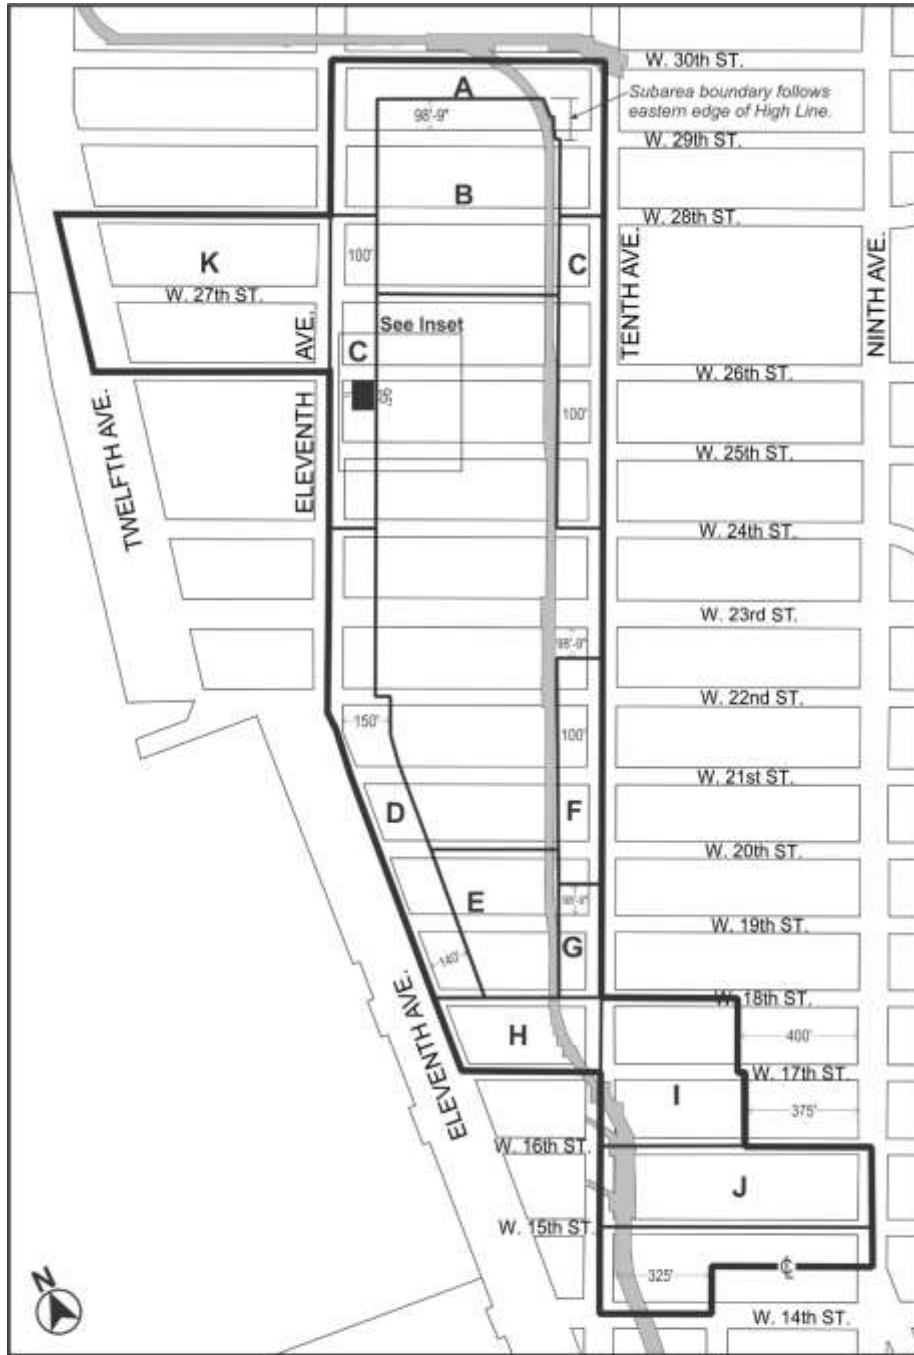 W. 30th ST.
A
Subarea boundary follows
eastern edge of High Line.
98'-9"
W. 29th ST.
B
W. 28th ST.
K
100'
C
TENTH AVE.
NINTH AVE.
W. 27th ST.
See Inset
ELEVENTH AVE.
C
W. 26th ST.
TWELFTH AVE.
100'
W. 25th ST.
W. 24th ST.
W. 23rd ST.
98'-9"
W. 22nd ST.
150'
100'
W. 21st ST.
D
F
W. 20th ST.
E
98'-9"
W. 19th ST.
G
140'
ELEVENTH AVE.
W. 18th ST.
H
400'
W. 17th ST.
I
375'
W. 16th ST.
J
W. 15th ST.
325'
W. 14th ST.
N